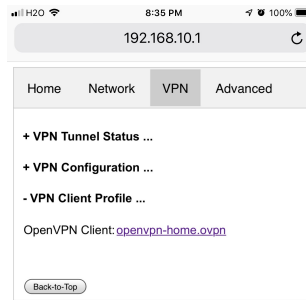 H2O 8:35 PM 100%
192.168.10.1
Home Network VPN Advanced
+ VPN Tunnel Status ...
+ VPN Configuration ...
- VPN Client Profile ...
OpenVPN Client: openvpn-home.ovpn
Back-to-Top